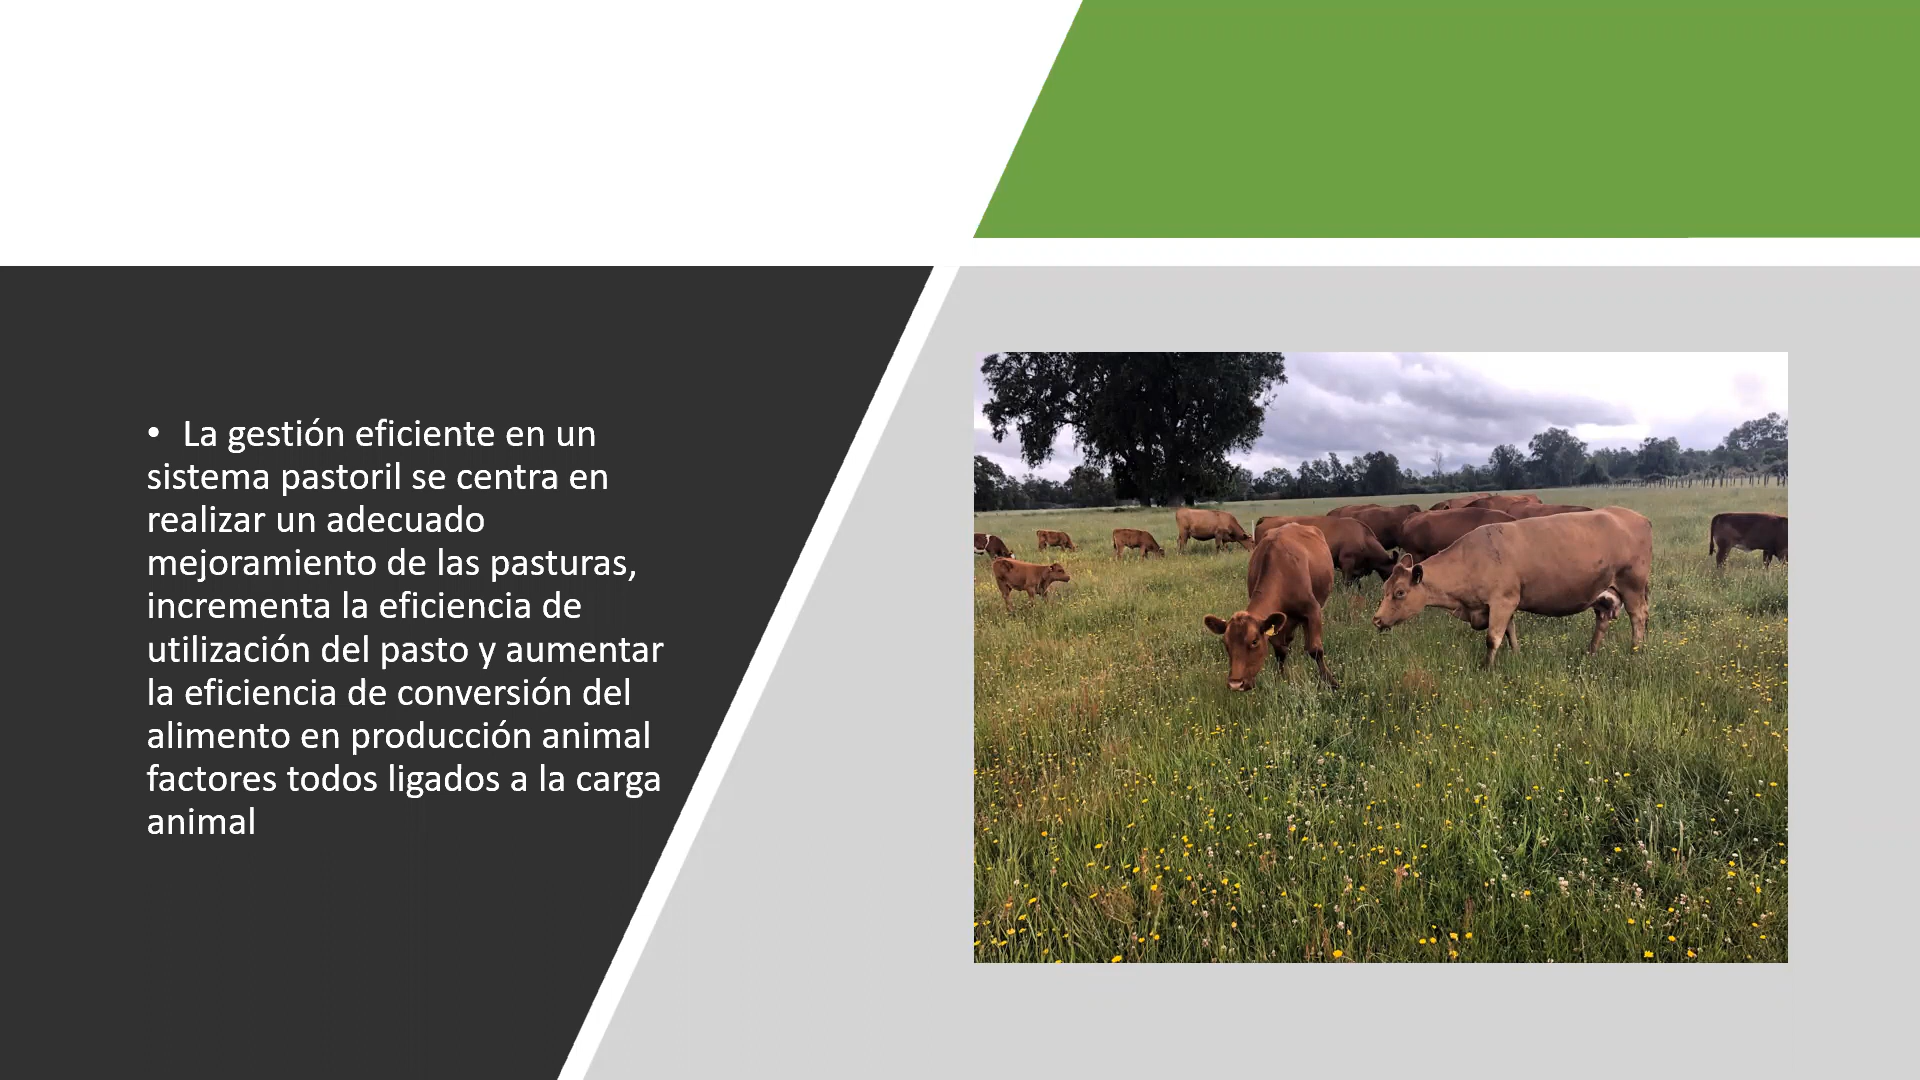 • La gestión eficiente en un
sistema pastoril se centra en
realizar un adecuado
mejoramiento de las pasturas,
incrementa la eficiencia de
utilización del pasto y aumentar
la eficiencia de conversión del
alimento en producción animal
factores todos ligados a la carga
animal